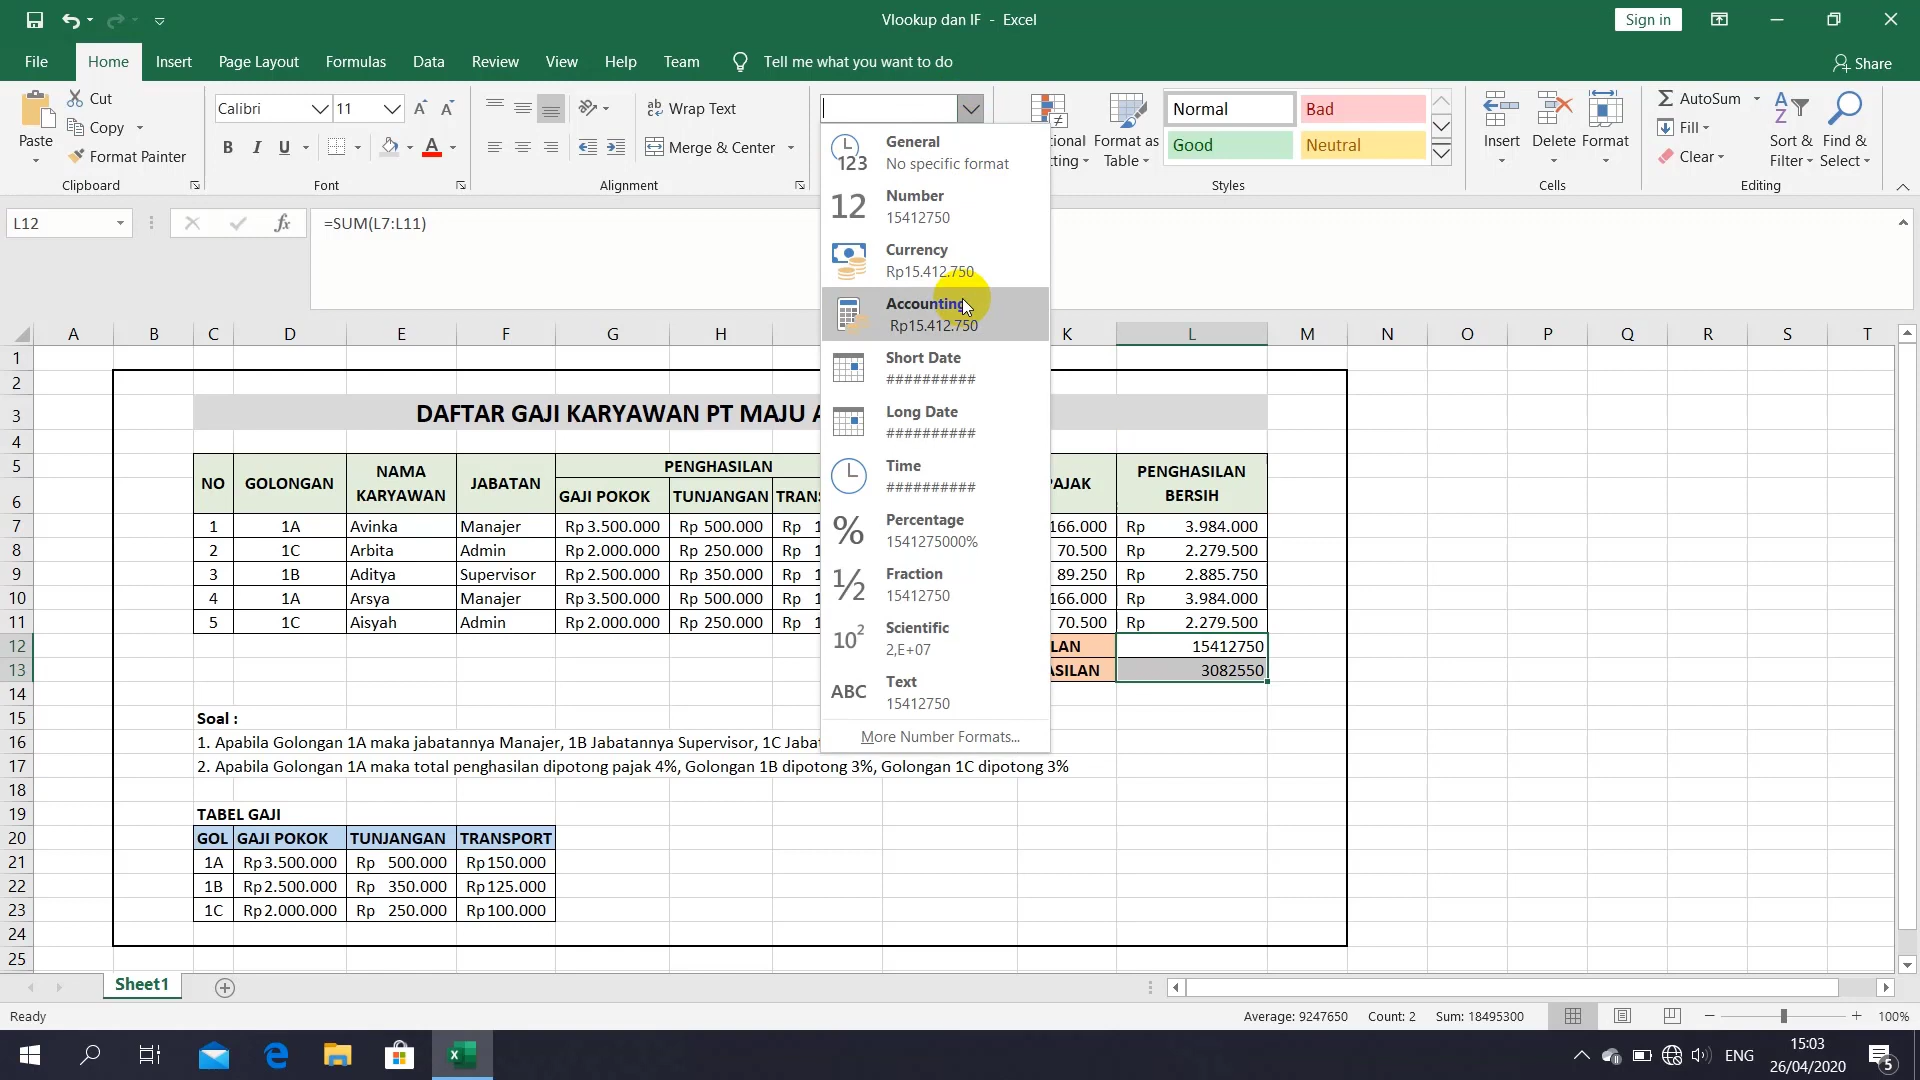 Vlookup dan IF - Excel
Sign in
File Home Insert Page Layout Formulas Data Review View Help Team Tell me what you want to do Share
Paste
Cut
Copy
Format Painter
Clipboard
Calibri 11
B I U
Font
Wrap Text
Merge & Center
Alignment
Format as Table
Normal Bad
Good Neutral
Styles
Insert Delete Format
Cells
AutoSum
Fill
Clear
Sort & Filter
Find & Select
Editing
L12
=SUM(L7:L11)
General
No specific format
Number
15412750
Currency
Rp15.412.750
Accounting
Rp15.412.750
Short Date
##########
Long Date
##########
Time
##########
Percentage
1541275000%
Fraction
15412750
Scientific
2,E+07
Text
15412750
More Number Formats...
A B C D E F G H K L M N O P Q R S T
1
2
3 DAFTAR GAJI KARYAWAN PT MAJU
4
5 NO GOLONGAN NAMA KARYAWAN JABATAN PENGHASILAN PAJAK PENGHASILAN BERSIH
6 GAJI POKOK TUNJANGAN
7 1 1A Avinka Manajer Rp 3.500.000 Rp 500.000 Rp 166.000 Rp 3.984.000
8 2 1C Arbita Admin Rp 2.000.000 Rp 250.000 Rp 70.500 Rp 2.279.500
9 3 1B Aditya Supervisor Rp 2.500.000 Rp 350.000 Rp 89.250 Rp 2.885.750
10 4 1A Arsya Manajer Rp 3.500.000 Rp 500.000 Rp 166.000 Rp 3.984.000
11 5 1C Aisyah Admin Rp 2.000.000 Rp 250.000 Rp 70.500 Rp 2.279.500
12 LAN 15412750
13 ASILAN 3082550
14
15 Soal :
16 1. Apabila Golongan 1A maka jabatannya Manajer, 1B Jabatannya Supervisor, 1C Jabat
17 2. Apabila Golongan 1A maka total penghasilan dipotong pajak 4%, Golongan 1B dipotong 3%, Golongan 1C dipotong 3%
18
19 TABEL GAJI
20 GOL GAJI POKOK TUNJANGAN TRANSPORT
21 1A Rp 3.500.000 Rp 500.000 Rp 150.000
22 1B Rp 2.500.000 Rp 350.000 Rp 125.000
23 1C Rp 2.000.000 Rp 250.000 Rp 100.000
24
25
Sheet1
Ready Average: 9247650 Count: 2 Sum: 18495300 100%
ENG
15:03
26/04/2020
5